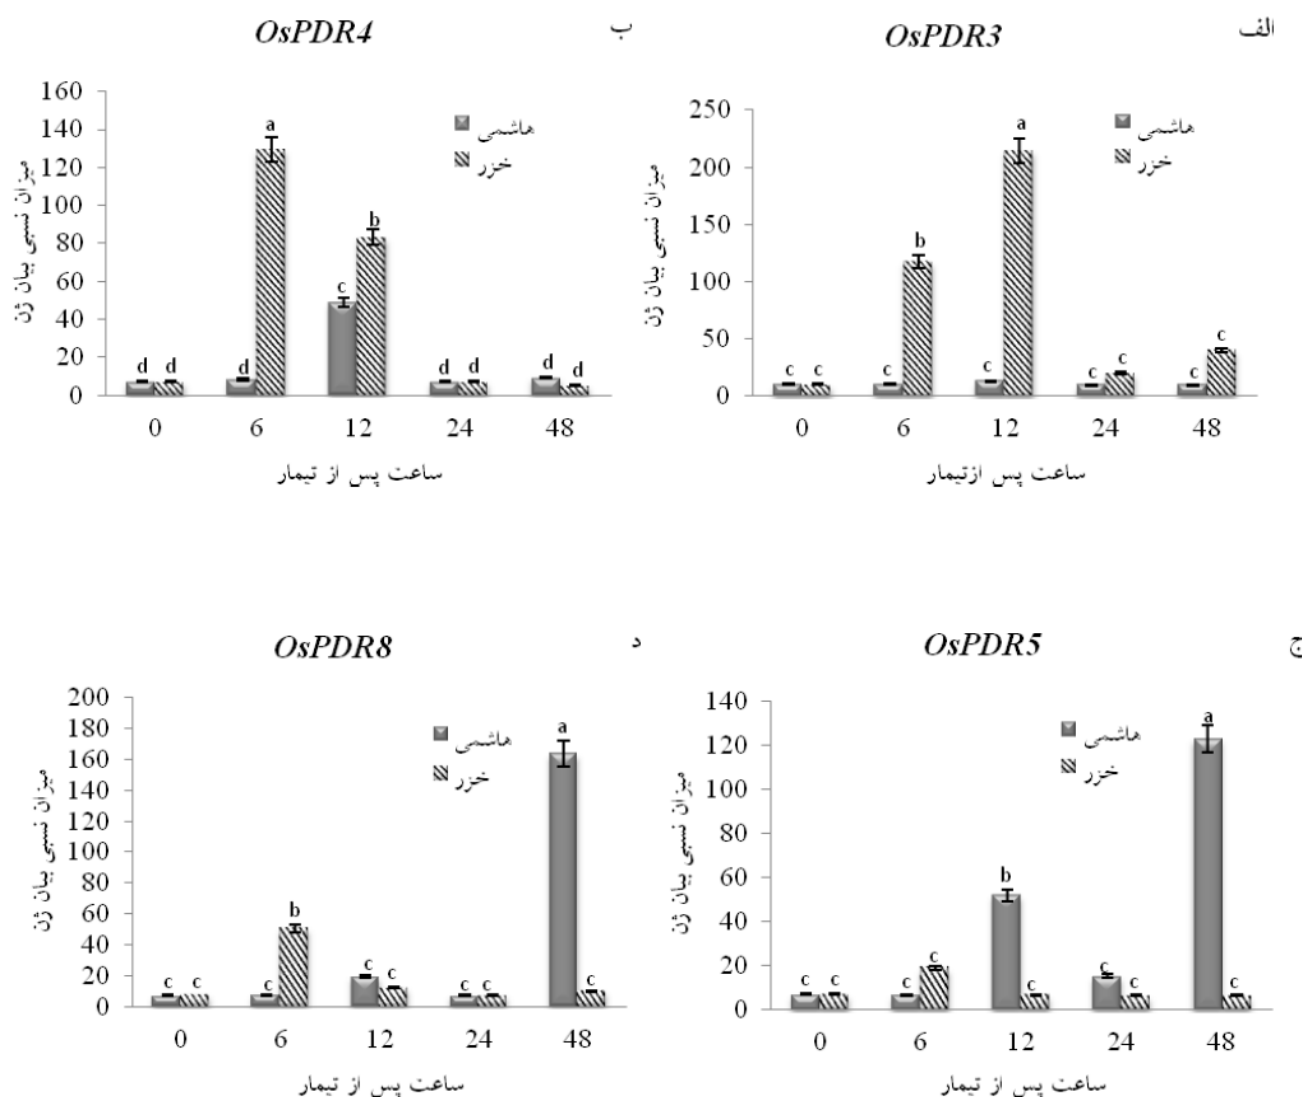 الف
OsPDR3
250
200
150
100
50
0
میزان نسبی بیان ژن
هاشمی
خزر
c c b c a c c c c c
0 6 12 24 48
ساعت پس ازتیمار
ب
OsPDR4
160
140
120
100
80
60
40
20
0
میزان نسبی بیان ژن
هاشمی
خزر
d d d a c b d d d d
0 6 12 24 48
ساعت پس از تیمار
ج
OsPDR5
140
120
100
80
60
40
20
0
میزان نسبی بیان ژن
هاشمی
خزر
c c c c b c c c a c
0 6 12 24 48
ساعت پس از تیمار
د
OsPDR8
200
180
160
140
120
100
80
60
40
20
0
میزان نسبی بیان ژن
هاشمی
خزر
c c c b c c c c a c
0 6 12 24 48
ساعت پس از تیمار